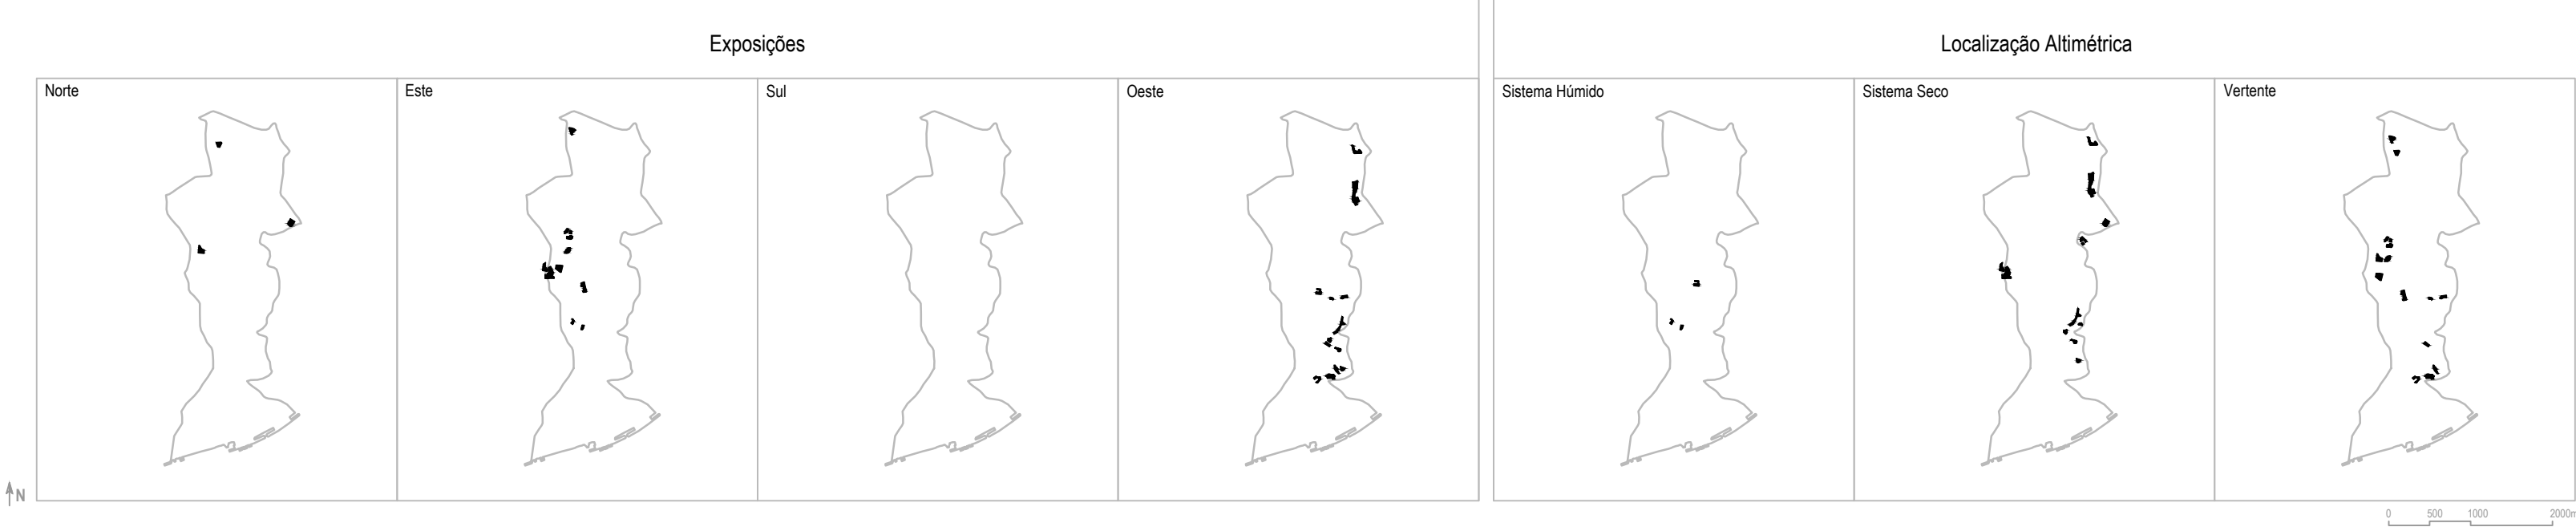 Exposições
Localização Altimétrica
Norte
Este
Sul
Oeste
Sistema Húmido
Sistema Seco
Vertente
N
0 500 1000 2000m